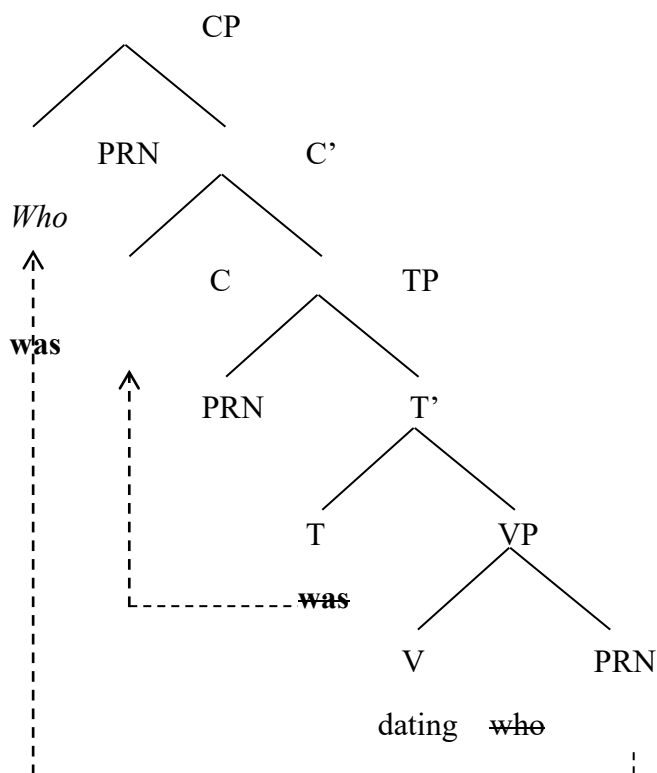 CP
PRN C’
Who
C TP
was
PRN T’
T VP
was
V PRN
dating who